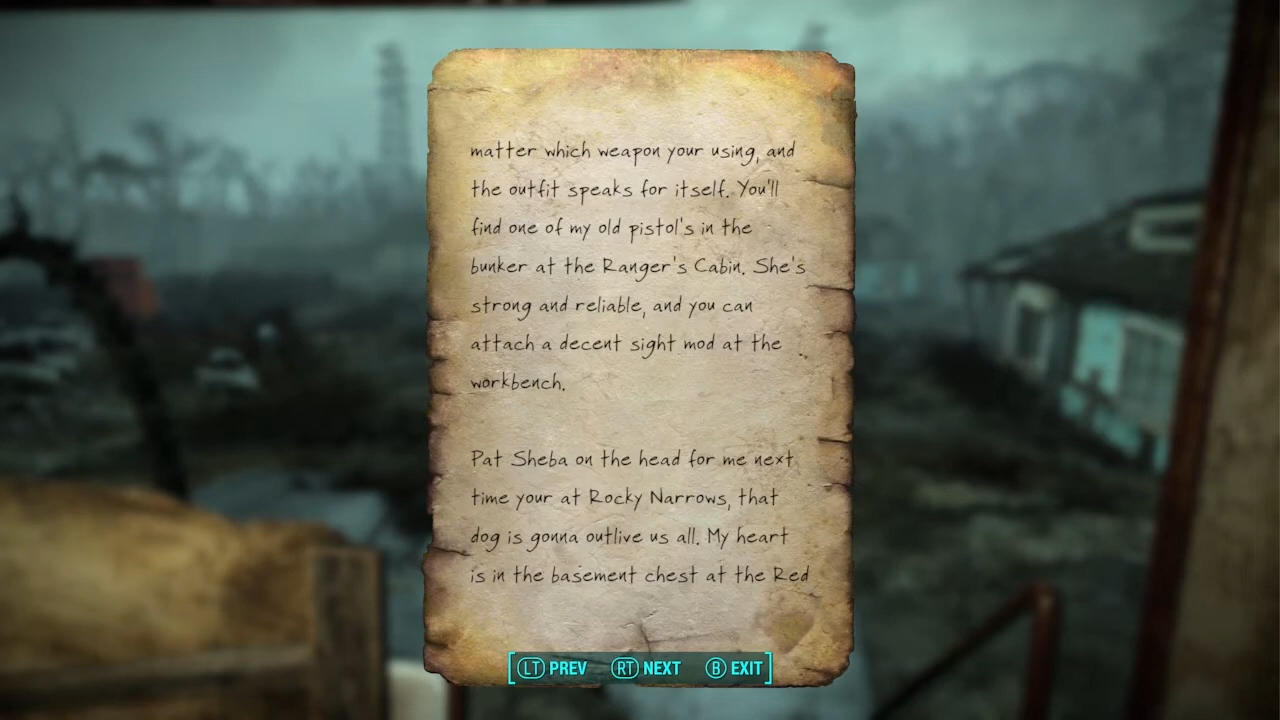 matter which weapon your using, and
the outfit speaks for itself. You'll
find one of my old pistol's in the
bunker at the Ranger's Cabin. She's
strong and reliable, and you can
attach a decent sight mod at the
workbench.
Pat Sheba on the head for me next
time your at Rocky Narrows, that
dog is gonna outlive us all. My heart
is in the basement chest at the Red
LT PREV RT NEXT B EXIT